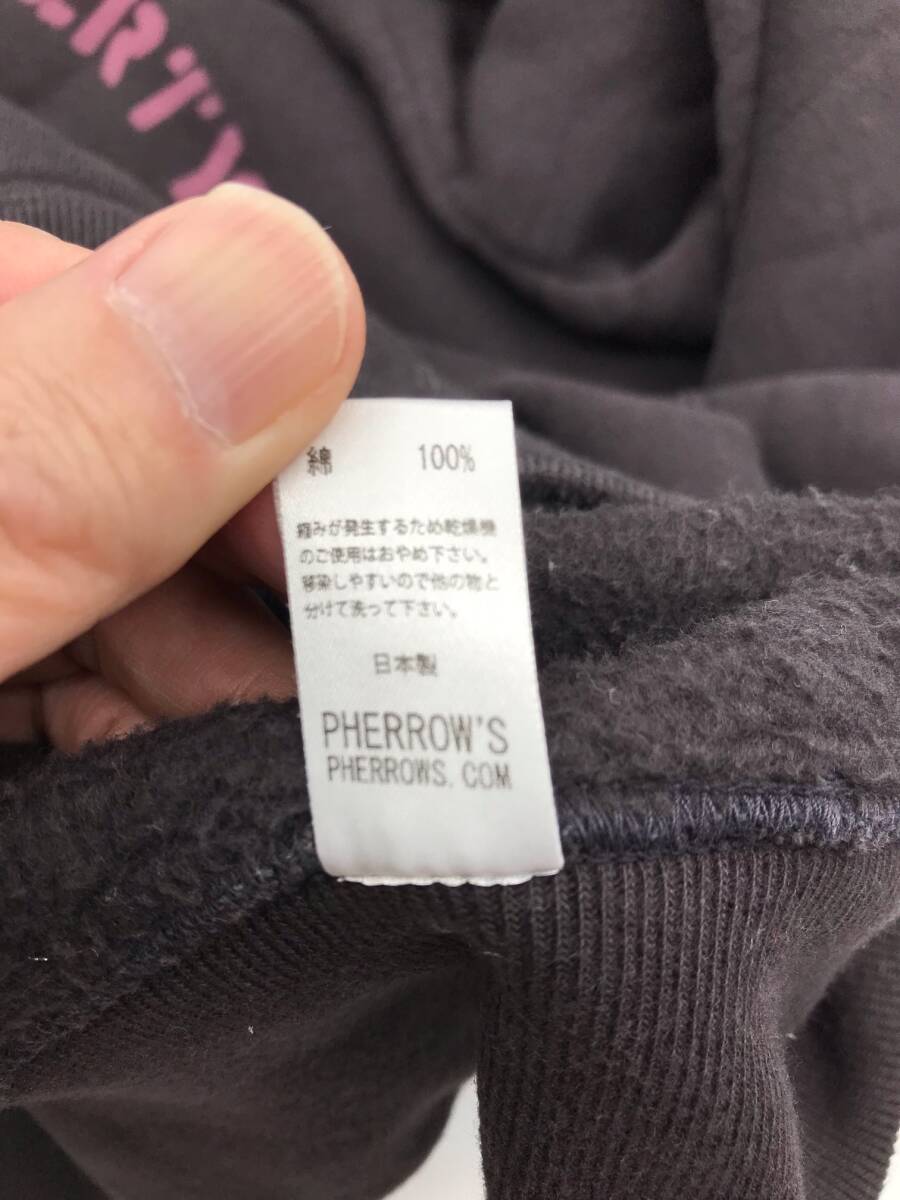 ERTY
綿 100%
縮みが発生するため乾燥機
のご使用はおやめ下さい。
移染しやすいので他の物と
分けて洗って下さい。
日本製
PHERROW'S
PHERROWS.COM